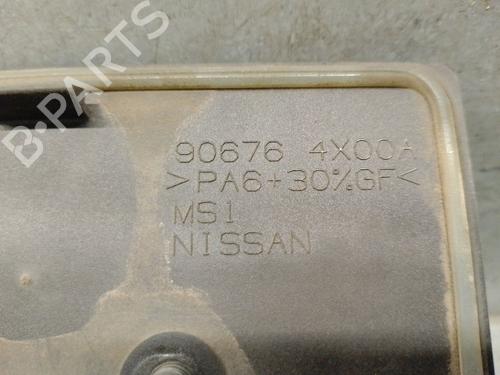 B-PARTS
90676 4X00A
>PA6+30%GF<
MS1
NISSAN